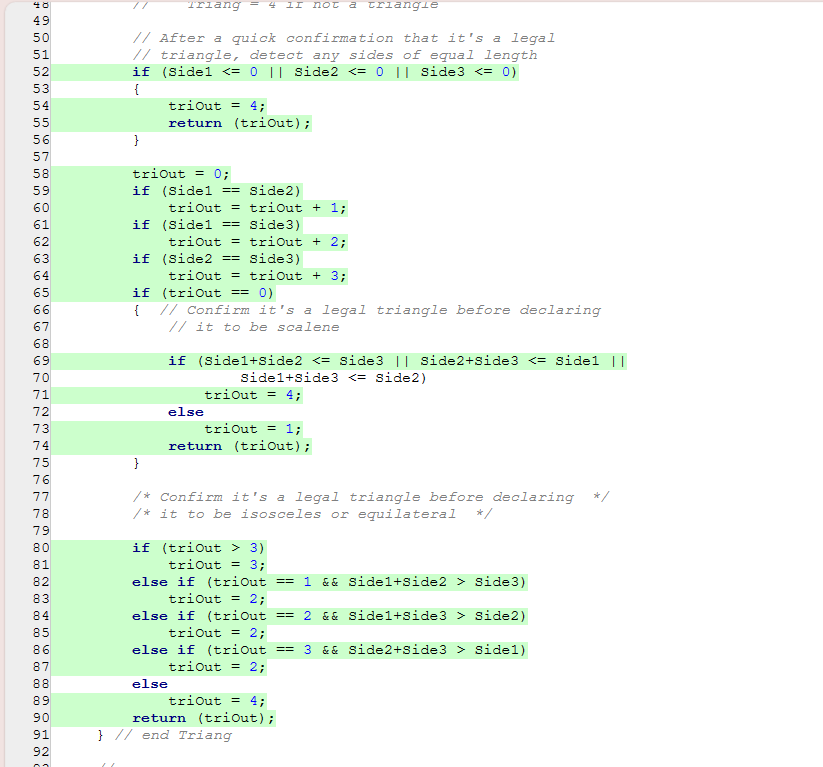 48 // Triang = 4 if not a triangle
49
50 // After a quick confirmation that it's a legal
51 // triangle, detect any sides of equal length
52 if (Side1 <= 0 || Side2 <= 0 || Side3 <= 0)
53 {
54 triOut = 4;
55 return (triOut);
56 }
57
58 triOut = 0;
59 if (Side1 == Side2)
60 triOut = triOut + 1;
61 if (Side1 == Side3)
62 triOut = triOut + 2;
63 if (Side2 == Side3)
64 triOut = triOut + 3;
65 if (triOut == 0)
66 { // Confirm it's a legal triangle before declaring
67 // it to be scalene
68
69 if (Side1+Side2 <= Side3 || Side2+Side3 <= Side1 ||
70 Side1+Side3 <= Side2)
71 triOut = 4;
72 else
73 triOut = 1;
74 return (triOut);
75 }
76
77 /* Confirm it's a legal triangle before declaring */
78 /* it to be isosceles or equilateral */
79
80 if (triOut > 3)
81 triOut = 3;
82 else if (triOut == 1 && Side1+Side2 > Side3)
83 triOut = 2;
84 else if (triOut == 2 && Side1+Side3 > Side2)
85 triOut = 2;
86 else if (triOut == 3 && Side2+Side3 > Side1)
87 triOut = 2;
88 else
89 triOut = 4;
90 return (triOut);
91 } // end Triang
92